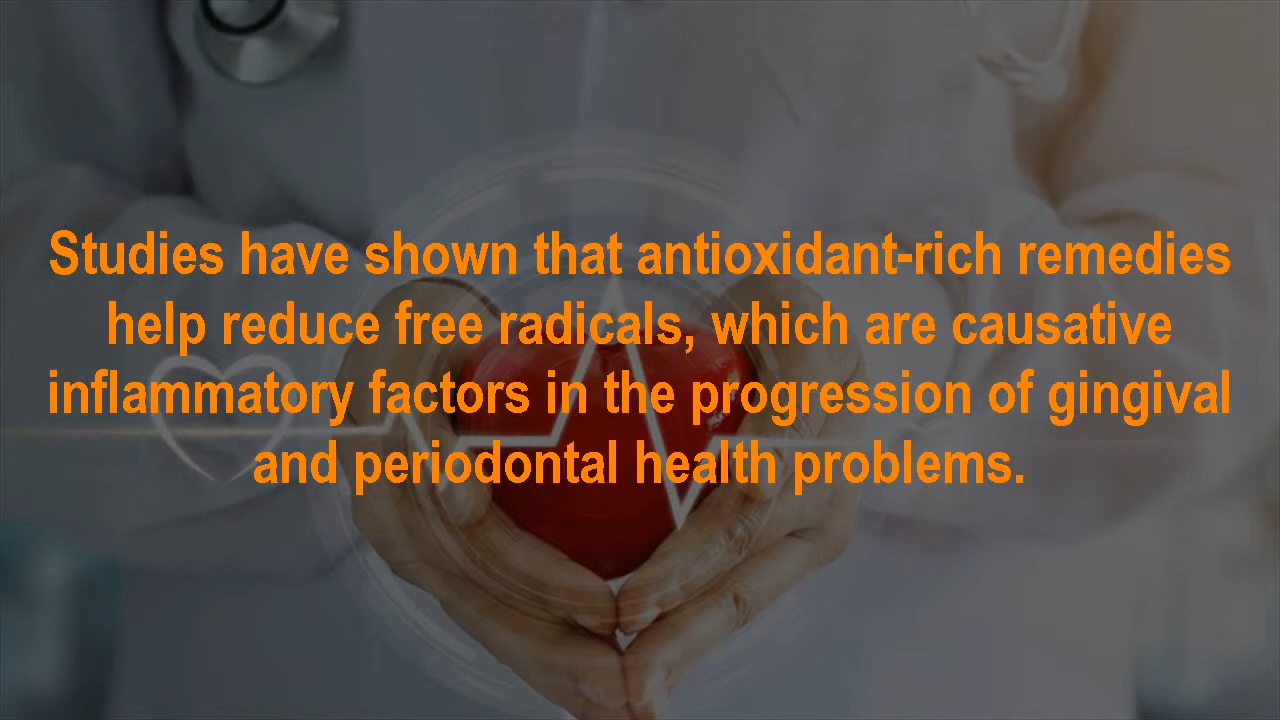 Studies have shown that antioxidant-rich remedies
help reduce free radicals, which are causative
inflammatory factors in the progression of gingival
and periodontal health problems.